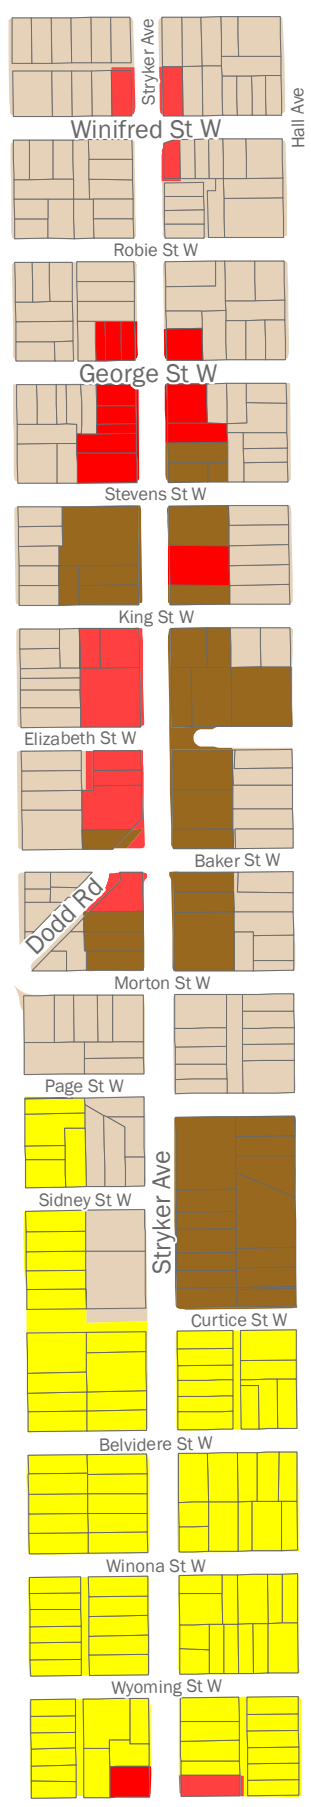 Stryker Ave
Hall Ave
Winifred St W
Robie St W
George St W
Stevens St W
King St W
Elizabeth St W
Baker St W
Dodd Rd
Morton St W
Page St W
Stryker Ave
Sidney St W
Curtice St W
Belvidere St W
Winona St W
Wyoming St W